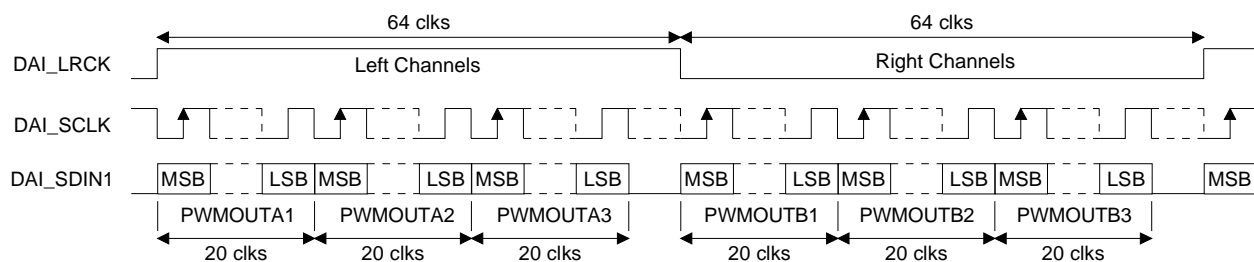 64 clks 64 clks
DAI_LRCK Left Channels Right Channels
DAI_SCLK
DAI_SDIN1 MSB LSB MSB LSB MSB LSB MSB LSB MSB LSB MSB LSB MSB
PWMOUTA1 PWMOUTA2 PWMOUTA3 PWMOUTB1 PWMOUTB2 PWMOUTB3
20 clks 20 clks 20 clks 20 clks 20 clks 20 clks